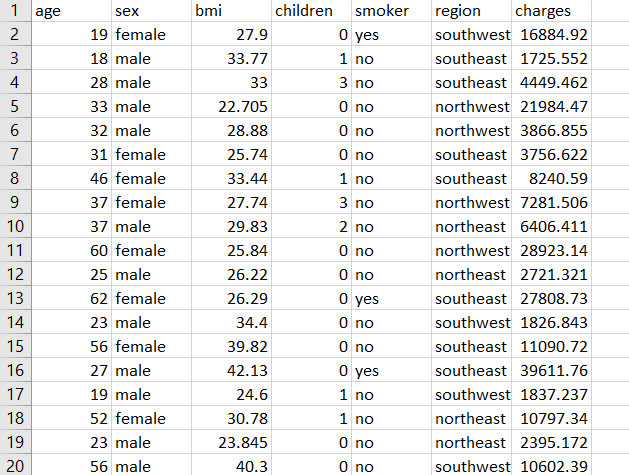 1 age sex bmi children smoker region charges
2 19 female 27.9 0 yes southwest 16884.92
3 18 male 33.77 1 no southeast 1725.552
4 28 male 33 3 no southeast 4449.462
5 33 male 22.705 0 no northwest 21984.47
6 32 male 28.88 0 no northwest 3866.855
7 31 female 25.74 0 no southeast 3756.622
8 46 female 33.44 1 no southeast 8240.59
9 37 female 27.74 3 no northwest 7281.506
10 37 male 29.83 2 no northeast 6406.411
11 60 female 25.84 0 no northwest 28923.14
12 25 male 26.22 0 no northeast 2721.321
13 62 female 26.29 0 yes southeast 27808.73
14 23 male 34.4 0 no southwest 1826.843
15 56 female 39.82 0 no southeast 11090.72
16 27 male 42.13 0 yes southeast 39611.76
17 19 male 24.6 1 no southwest 1837.237
18 52 female 30.78 1 no northeast 10797.34
19 23 male 23.845 0 no northeast 2395.172
20 56 male 40.3 0 no southwest 10602.39